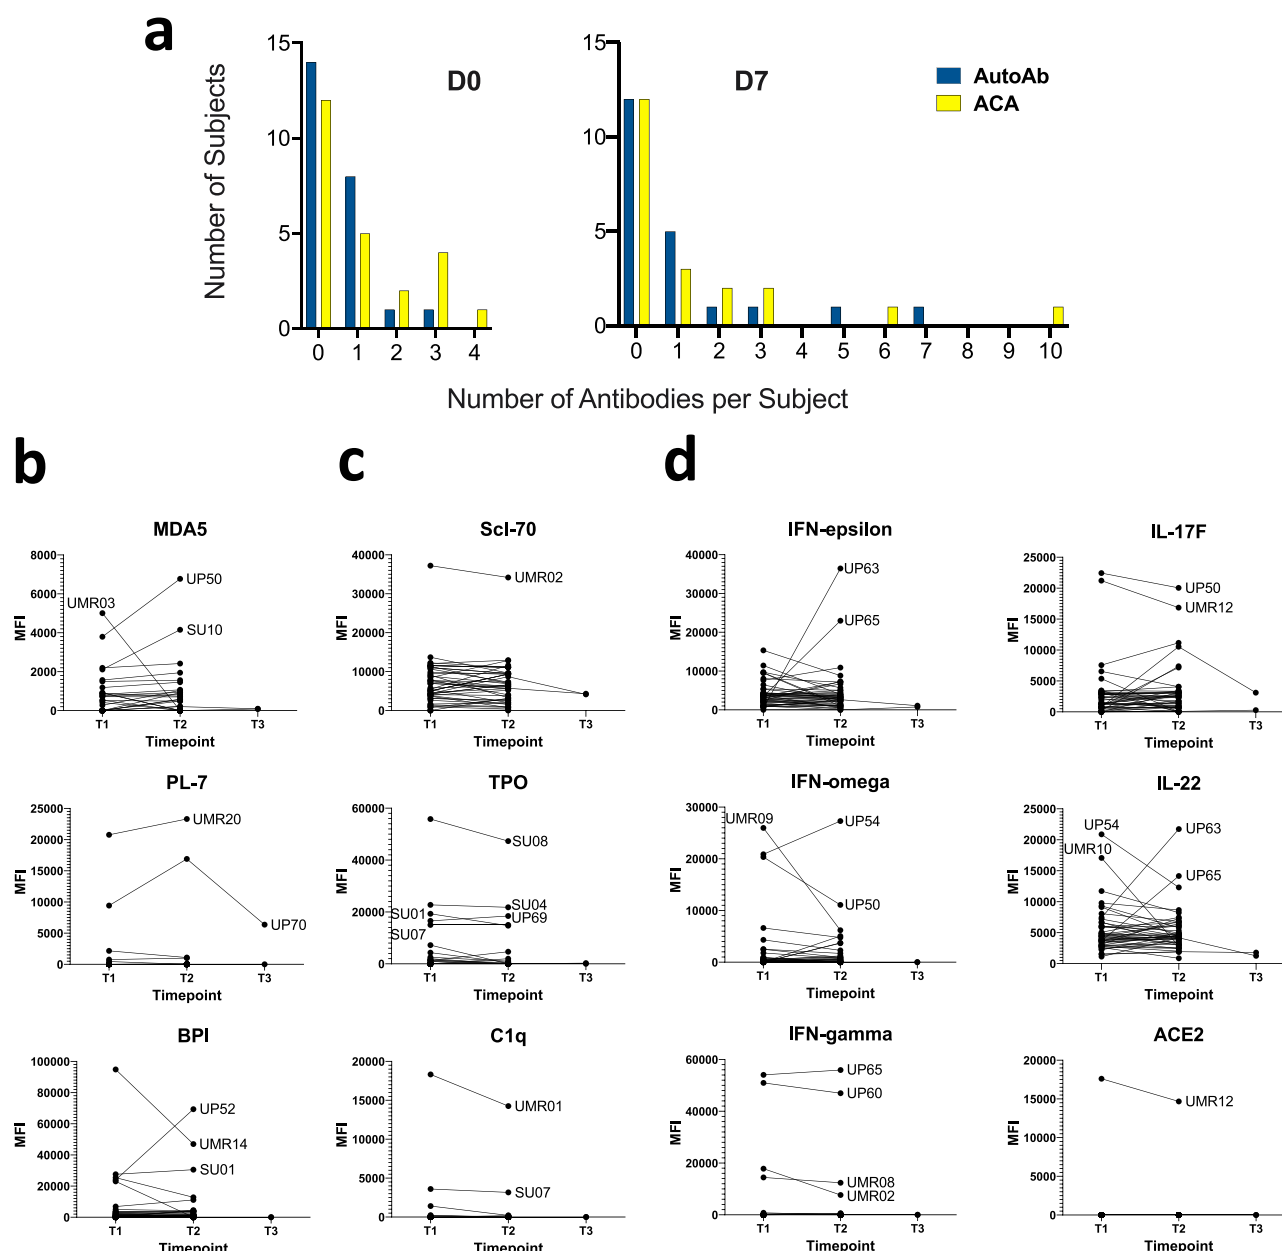 a
D0
D7
AutoAb
ACA
Number of Subjects
15
10
5
0
0 1 2 3 4
15
10
5
0
0 1 2 3 4 5 6 7 8 9 10
Number of Antibodies per Subject
b
c
d
MDA5
MFI
8000
6000
4000
2000
0
UMR03
UP50
SU10
T1 T2 T3
Timepoint
Scl-70
MFI
40000
30000
20000
10000
0
UMR02
T1 T2 T3
Timepoint
IFN-epsilon
MFI
40000
30000
20000
10000
0
UP63
UP65
T1 T2 T3
Timepoint
IL-17F
MFI
25000
20000
15000
10000
5000
0
UP50
UMR12
T1 T2 T3
Timepoint
PL-7
MFI
25000
20000
15000
10000
5000
0
UMR20
UP70
T1 T2 T3
Timepoint
TPO
MFI
60000
40000
20000
0
SU08
SU04
SU01
UP69
SU07
T1 T2 T3
Timepoint
IFN-omega
MFI
30000
20000
10000
0
UMR09
UP54
UP50
T1 T2 T3
Timepoint
IL-22
MFI
25000
20000
15000
10000
5000
0
UP54
UP63
UMR10
UP65
T1 T2 T3
Timepoint
BPI
MFI
100000
80000
60000
40000
20000
0
UP52
UMR14
SU01
T1 T2 T3
Timepoint
C1q
MFI
20000
15000
10000
5000
0
UMR01
SU07
T1 T2 T3
Timepoint
IFN-gamma
MFI
60000
40000
20000
0
UP65
UP60
UMR08
UMR02
T1 T2 T3
Timepoint
ACE2
MFI
20000
15000
10000
5000
0
UMR12
T1 T2 T3
Timepoint